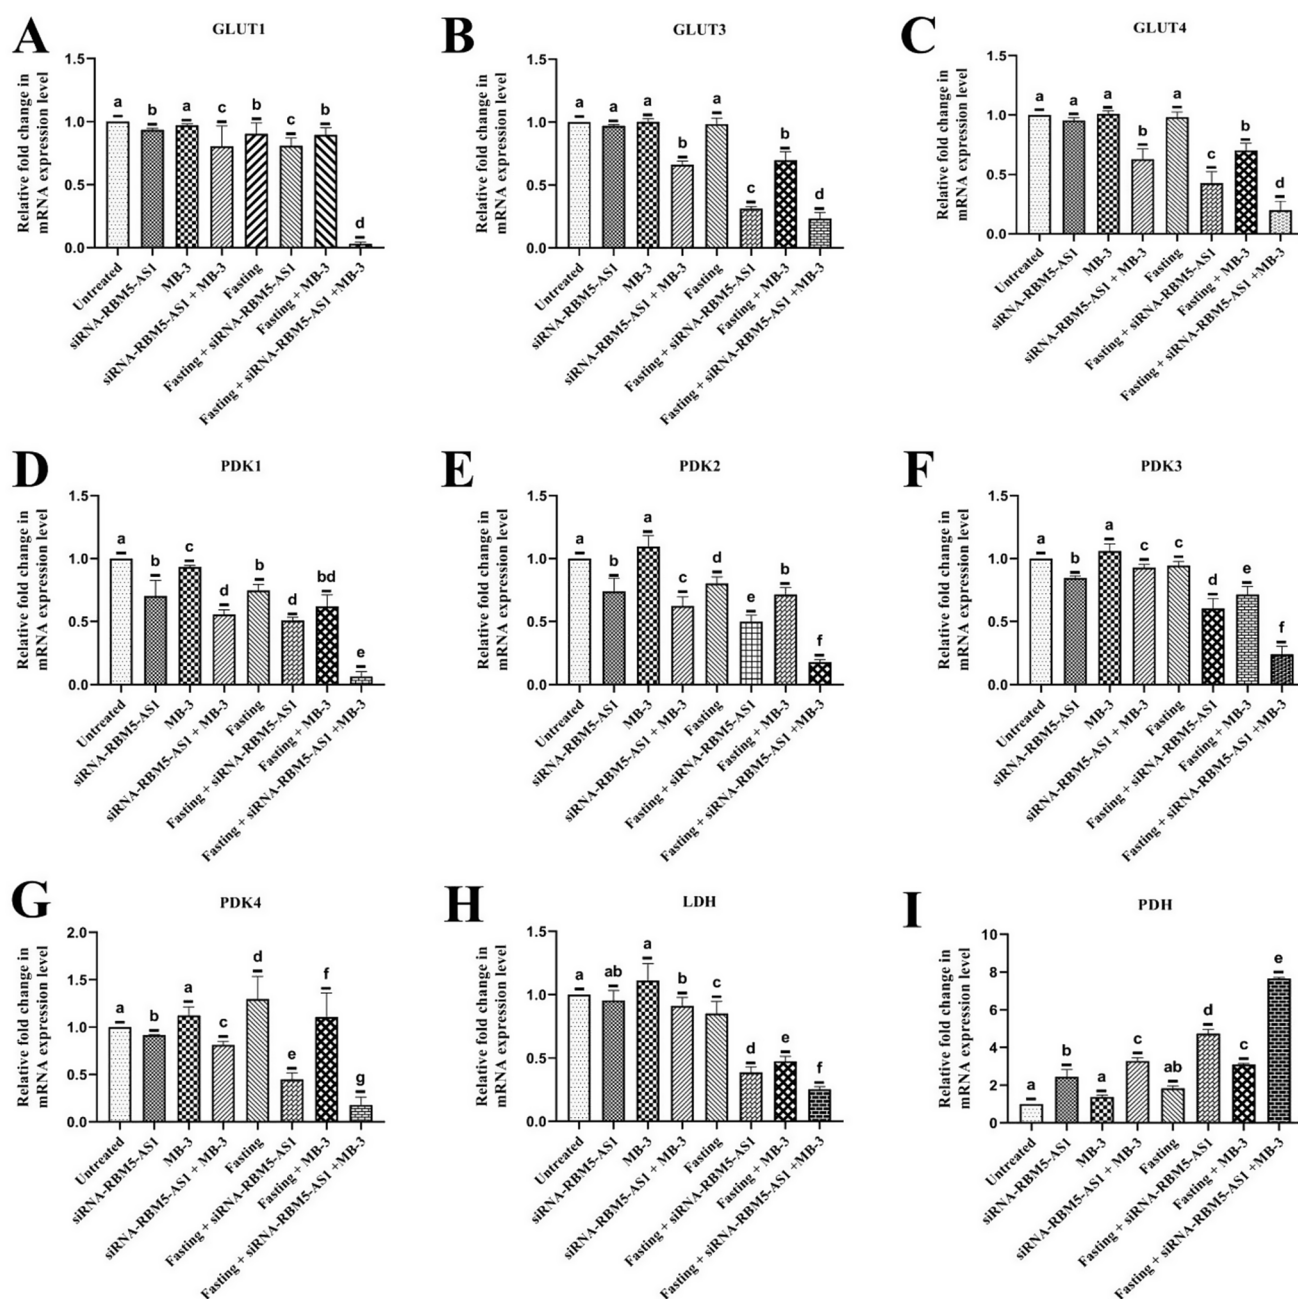 A
GLUT1
Relative fold change in
mRNA expression level
1.5
1.0
0.5
0.0
a
b
a
c
b
c
b
d
Untreated
siRNA-RBM5-AS1
MB-3
siRNA-RBM5-AS1 + MB-3
Fasting
Fasting + siRNA-RBM5-AS1
Fasting + MB-3
Fasting + siRNA-RBM5-AS1 +MB-3
B
GLUT3
Relative fold change in
mRNA expression level
1.5
1.0
0.5
0.0
a
a
a
b
a
c
b
d
Untreated
siRNA-RBM5-AS1
MB-3
siRNA-RBM5-AS1 + MB-3
Fasting
Fasting + siRNA-RBM5-AS1
Fasting + MB-3
Fasting + siRNA-RBM5-AS1 +MB-3
C
GLUT4
Relative fold change in
mRNA expression level
1.5
1.0
0.5
0.0
a
a
a
b
a
c
b
d
Untreated
siRNA-RBM5-AS1
MB-3
siRNA-RBM5-AS1 + MB-3
Fasting
Fasting + siRNA-RBM5-AS1
Fasting + MB-3
Fasting + siRNA-RBM5-AS1 +MB-3
D
PDK1
Relative fold change in
mRNA expression level
1.5
1.0
0.5
0.0
a
b
c
d
b
d
bd
e
Untreated
siRNA-RBM5-AS1
MB-3
siRNA-RBM5-AS1 + MB-3
Fasting
Fasting + siRNA-RBM5-AS1
Fasting + MB-3
Fasting + siRNA-RBM5-AS1 +MB-3
E
PDK2
Relative fold change in
mRNA expression level
1.5
1.0
0.5
0.0
a
b
a
c
d
e
b
f
Untreated
siRNA-RBM5-AS1
MB-3
siRNA-RBM5-AS1 + MB-3
Fasting
Fasting + siRNA-RBM5-AS1
Fasting + MB-3
Fasting + siRNA-RBM5-AS1 +MB-3
F
PDK3
Relative fold change in
mRNA expression level
1.5
1.0
0.5
0.0
a
b
a
c
c
d
e
f
Untreated
siRNA-RBM5-AS1
MB-3
siRNA-RBM5-AS1 + MB-3
Fasting
Fasting + siRNA-RBM5-AS1
Fasting + MB-3
Fasting + siRNA-RBM5-AS1 +MB-3
G
PDK4
Relative fold change in
mRNA expression level
2.0
1.5
1.0
0.5
0.0
a
b
a
c
d
e
f
g
Untreated
siRNA-RBM5-AS1
MB-3
siRNA-RBM5-AS1 + MB-3
Fasting
Fasting + siRNA-RBM5-AS1
Fasting + MB-3
Fasting + siRNA-RBM5-AS1 +MB-3
H
LDH
Relative fold change in
mRNA expression level
1.5
1.0
0.5
0.0
a
ab
a
b
c
d
e
f
Untreated
siRNA-RBM5-AS1
MB-3
siRNA-RBM5-AS1 + MB-3
Fasting
Fasting + siRNA-RBM5-AS1
Fasting + MB-3
Fasting + siRNA-RBM5-AS1 +MB-3
I
PDH
Relative fold change in
mRNA expression level
10
8
6
4
2
0
a
b
a
c
ab
d
c
e
Untreated
siRNA-RBM5-AS1
MB-3
siRNA-RBM5-AS1 + MB-3
Fasting
Fasting + siRNA-RBM5-AS1
Fasting + MB-3
Fasting + siRNA-RBM5-AS1 +MB-3